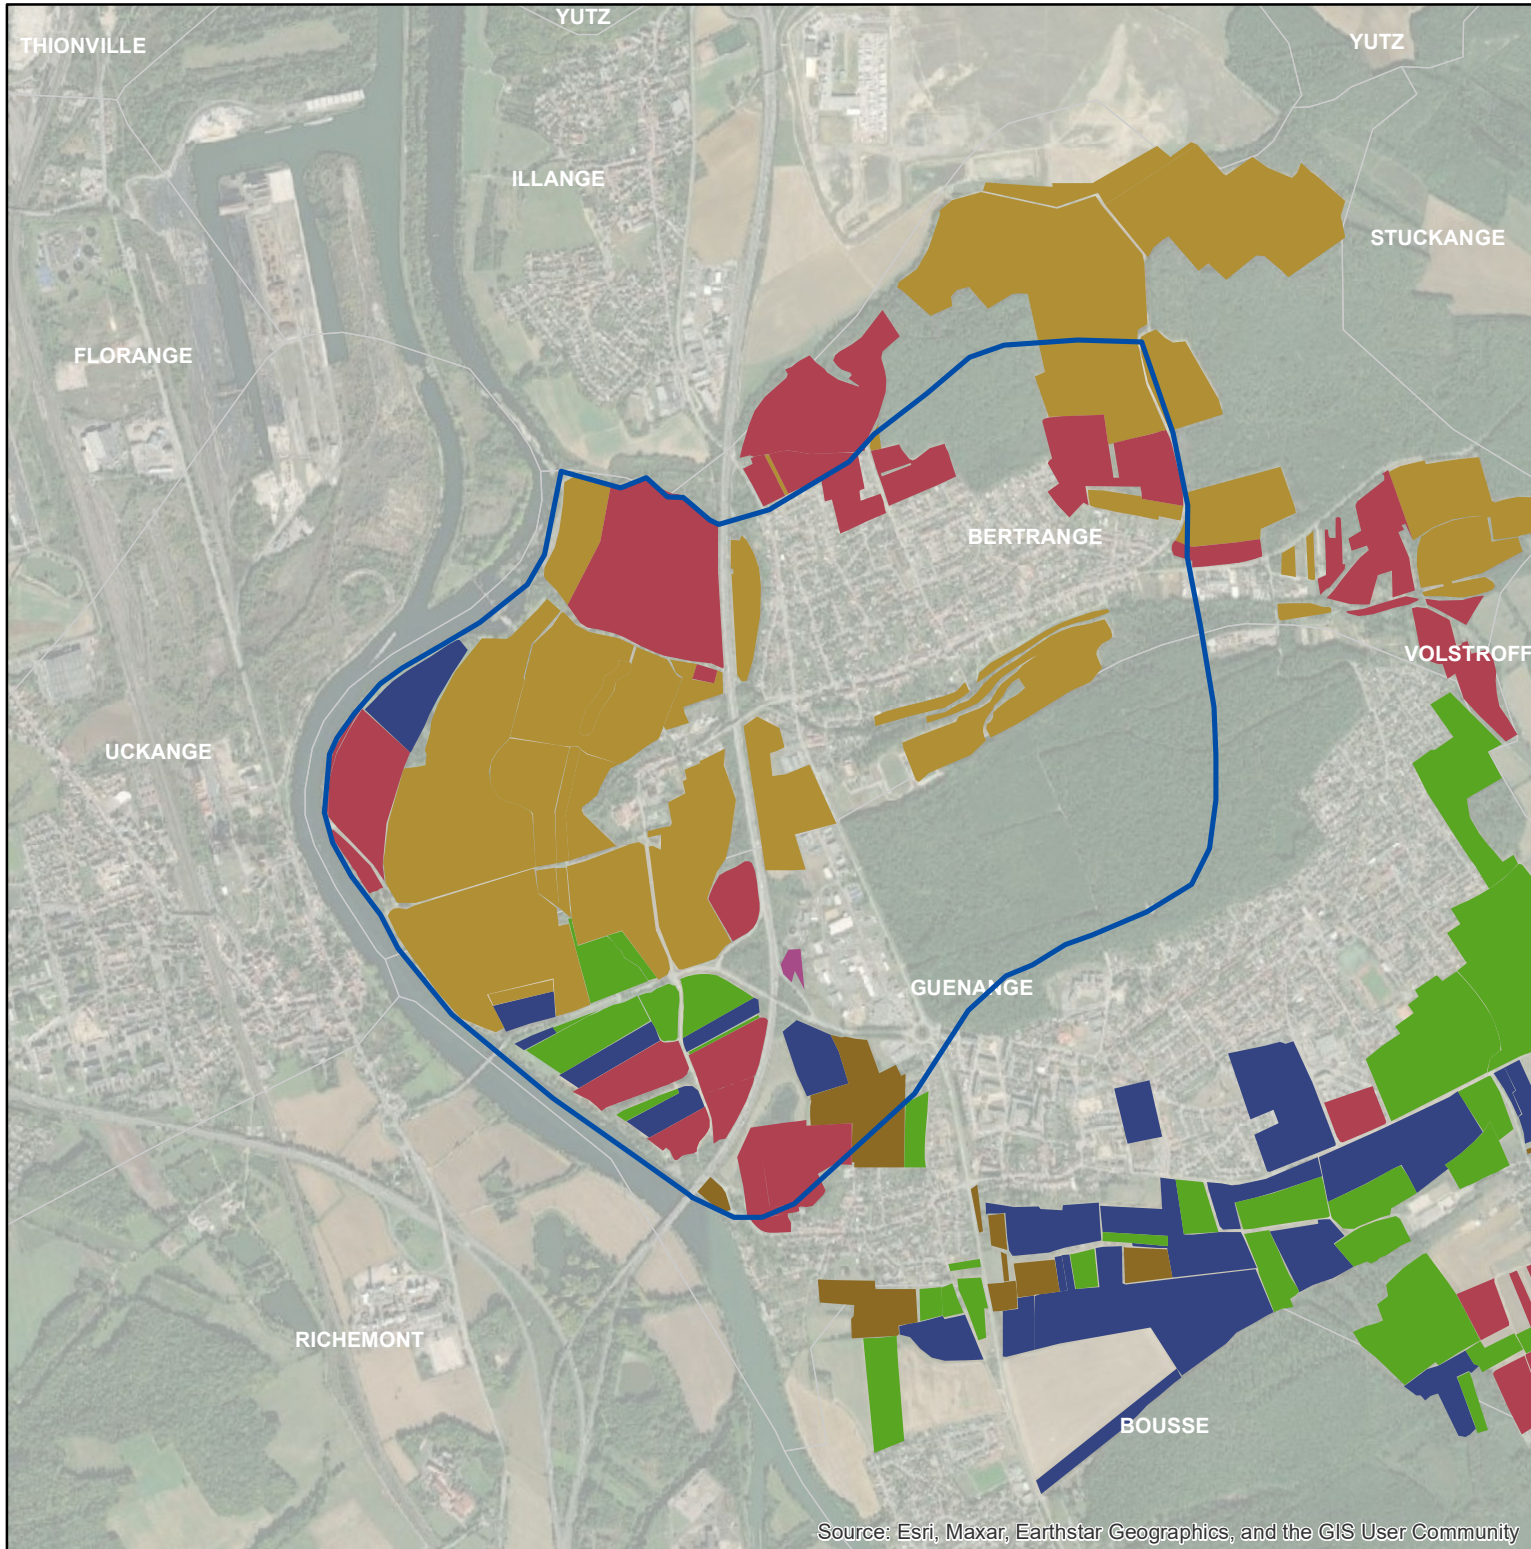 YUTZ
THIONVILLE
YUTZ
ILLANGE
STUCKANGE
FLORANGE
BERTRANGE
VOLSTROFF
UCKANGE
GUENANGE
RICHEMONT
BOUSSE
Source: Esri, Maxar, Earthstar Geographics, and the GIS User Community